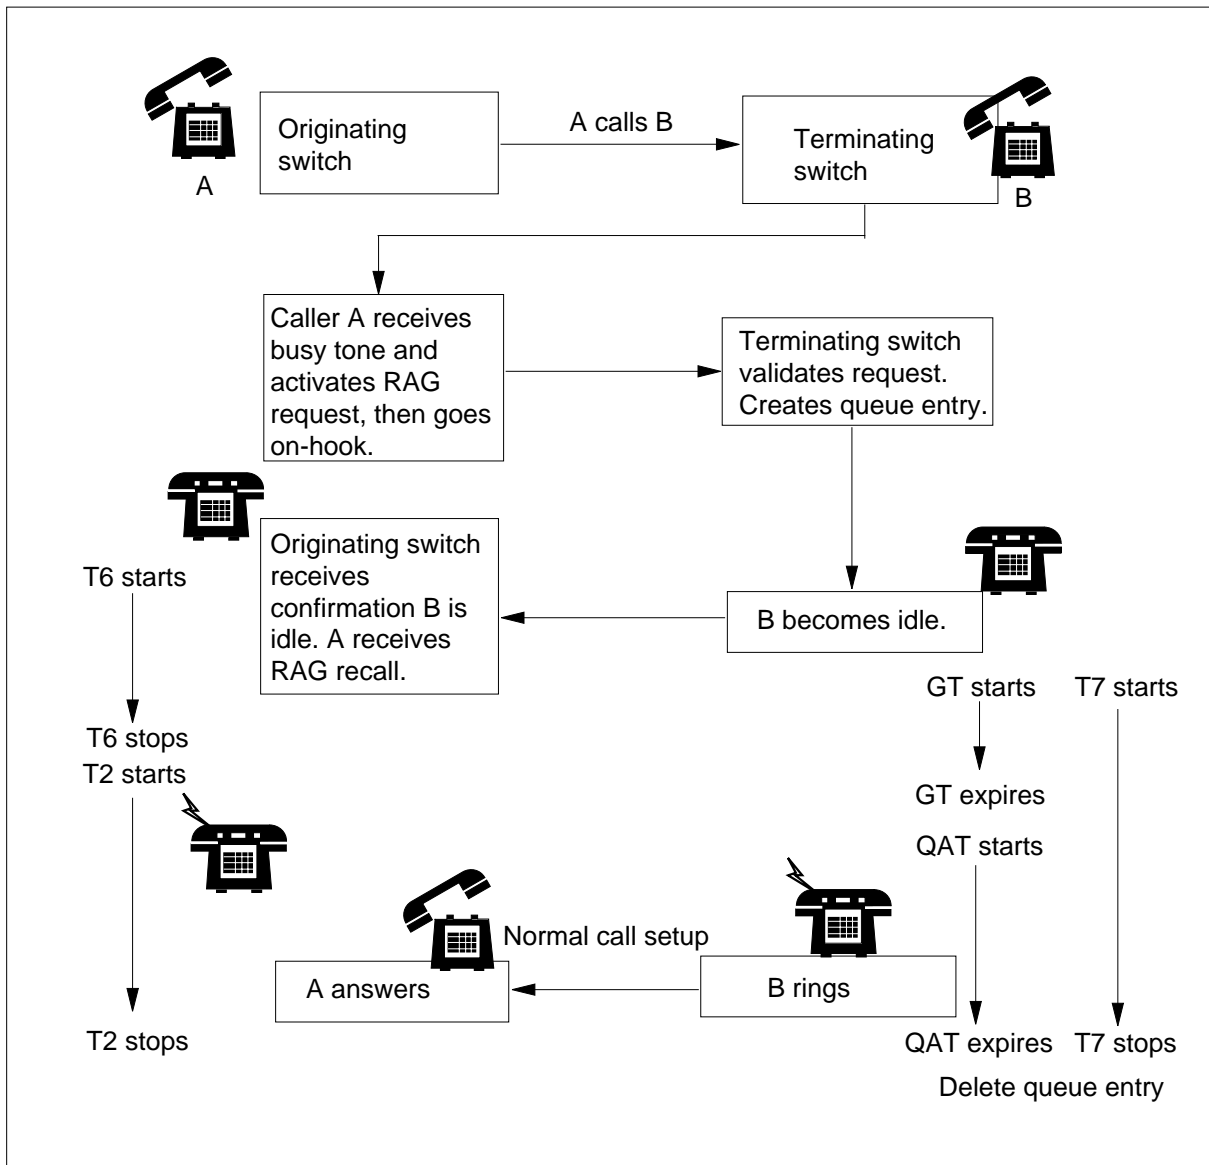 Originating
switch
A calls B
Terminating
switch
A
B
Caller A receives
busy tone and
activates RAG
request, then goes
on-hook.
Terminating switch
validates request.
Creates queue entry.
Originating switch
receives
confirmation B is
idle. A receives
RAG recall.
T6 starts
B becomes idle.
GT starts
T7 starts
T6 stops
T2 starts
GT expires
QAT starts
Normal call setup
A answers
B rings
T2 stops
QAT expires
T7 stops
Delete queue entry